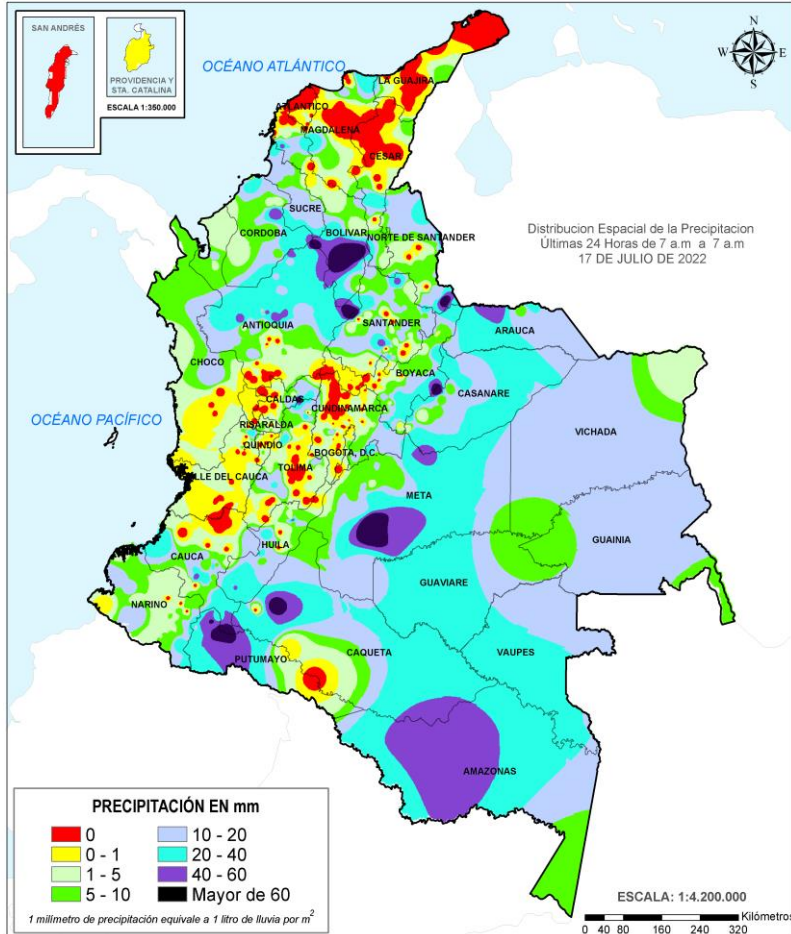 SAN ANDRÉS
PROVIDENCIA Y
STA. CATALINA
ESCALA 1:350.000
OCÉANO ATLÁNTICO
N
W
E
S
LA GUAJIRA
ATLANTICO
MAGDALENA
CESAR
SUCRE
CORDOBA
BOLIVAR
NORTE DE SANTANDER
Distribucion Espacial de la Precipitacion
Últimas 24 Horas de 7 a.m a 7 a.m
17 DE JULIO DE 2022
ANTIOQUIA
SANTANDER
ARAUCA
CHOCO
BOYACA
CASANARE
CALDAS
CUNDINAMARCA
OCÉANO PACÍFICO
RISARALDA
VICHADA
QUINDIO
BOGOTA, D.C.
TOLIMA
VALLE DEL CAUCA
META
GUAINIA
HUILA
CAUCA
GUAVIARE
NARINO
CAQUETA
VAUPES
PUTUMAYO
AMAZONAS
PRECIPITACIÓN EN mm
0
0 - 1
1 - 5
5 - 10
10 - 20
20 - 40
40 - 60
Mayor de 60
1 milímetro de precipitación equivale a 1 litro de lluvia por m²
ESCALA: 1:4.200.000
Kilómetros
0 40 80 160 240 320